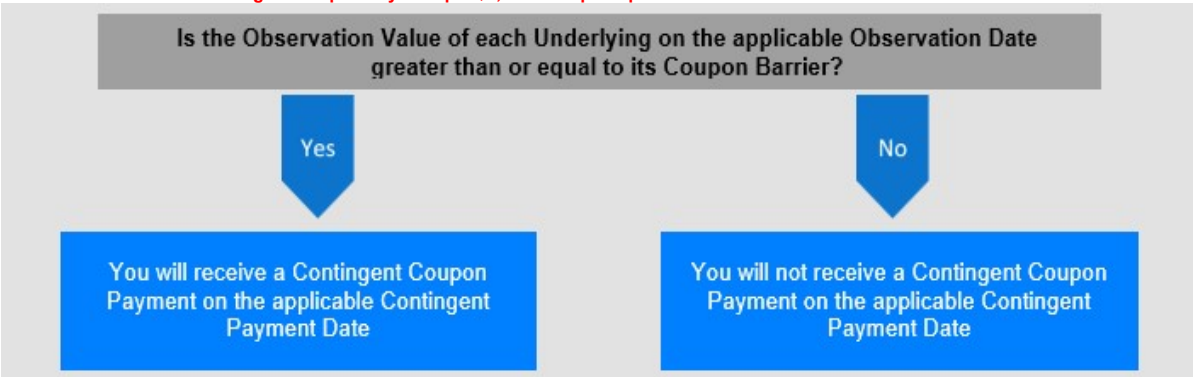 Is the Observation Value of each Underlying on the applicable Observation Date
greater than or equal to its Coupon Barrier?
Yes
No
You will receive a Contingent Coupon
Payment on the applicable Contingent
Payment Date
You will not receive a Contingent Coupon
Payment on the applicable Contingent
Payment Date